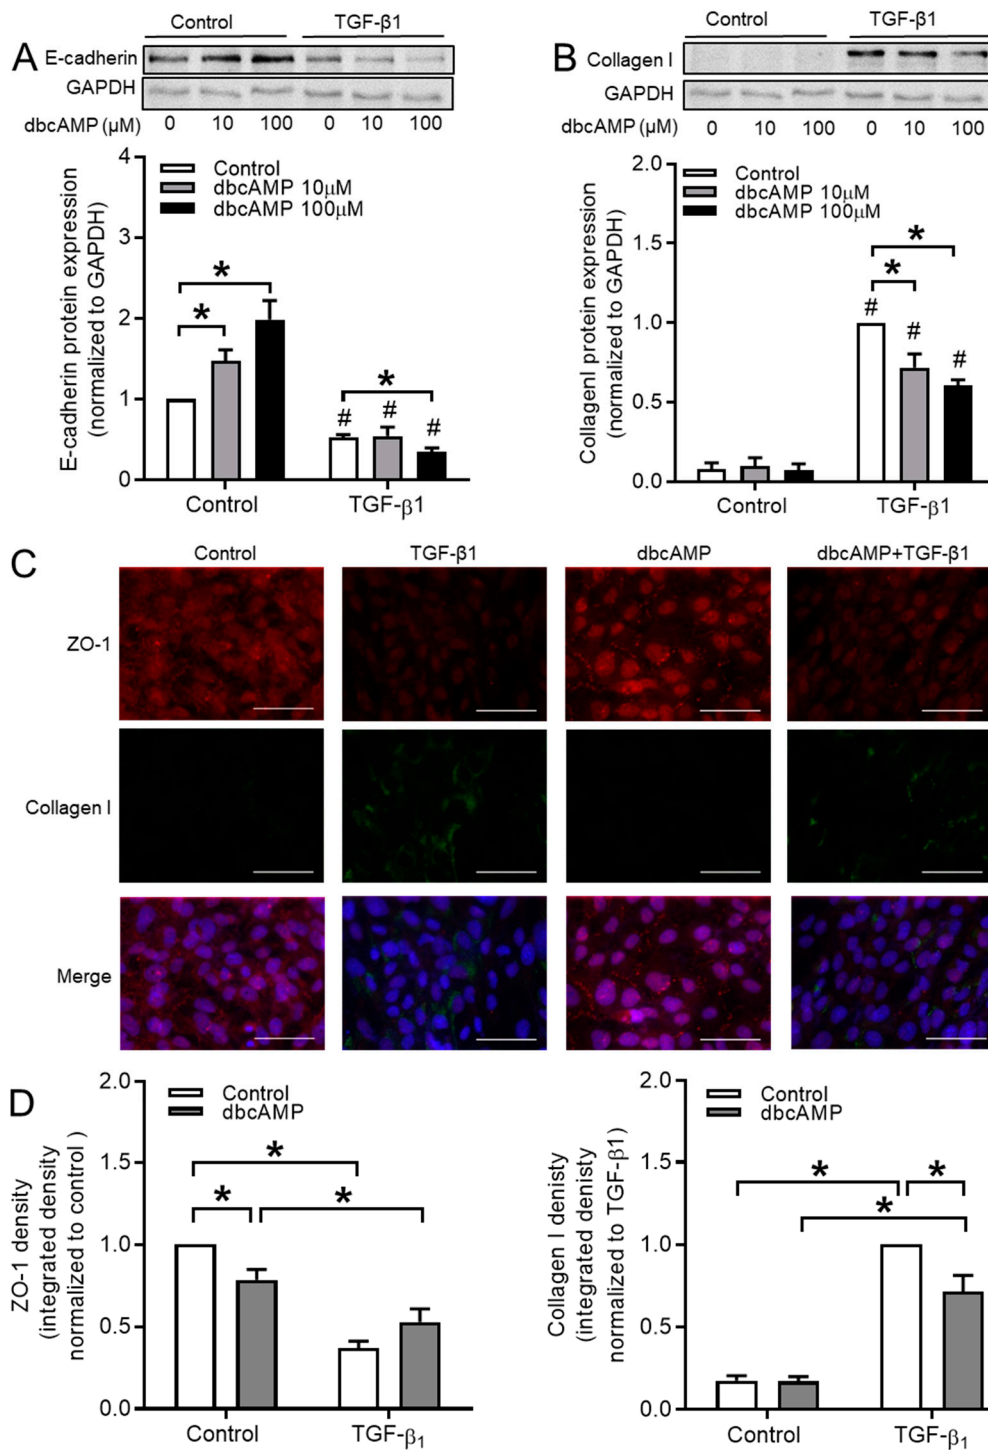 A
Control TGF-β1
E-cadherin
GAPDH
dbcAMP (μM) 0 10 100 0 10 100
4
3
2
1
0
E-cadherin protein expression
(normalized to GAPDH)
Control
dbcAMP 10μM
dbcAMP 100μM
*
*
*
# # #
Control TGF-β1
B
Control TGF-β1
Collagen I
GAPDH
dbcAMP (μM) 0 10 100 0 10 100
2.0
1.5
1.0
0.5
0.0
CollagenI protein expression
(normalized to GAPDH)
Control
dbcAMP 10μM
dbcAMP 100μM
*
*
# # #
Control TGF-β1
C
Control TGF-β1 dbcAMP dbcAMP+TGF-β1
ZO-1
Collagen I
Merge
D
2.0
1.5
1.0
0.5
0.0
ZO-1 density
(integrated density
normalized to control )
Control
dbcAMP
*
* *
Control TGF-β1
2.0
1.5
1.0
0.5
0.0
Collagen I denisty
(integrated density
normalized to TGF-β1)
Control
dbcAMP
* *
*
Control TGF-β1